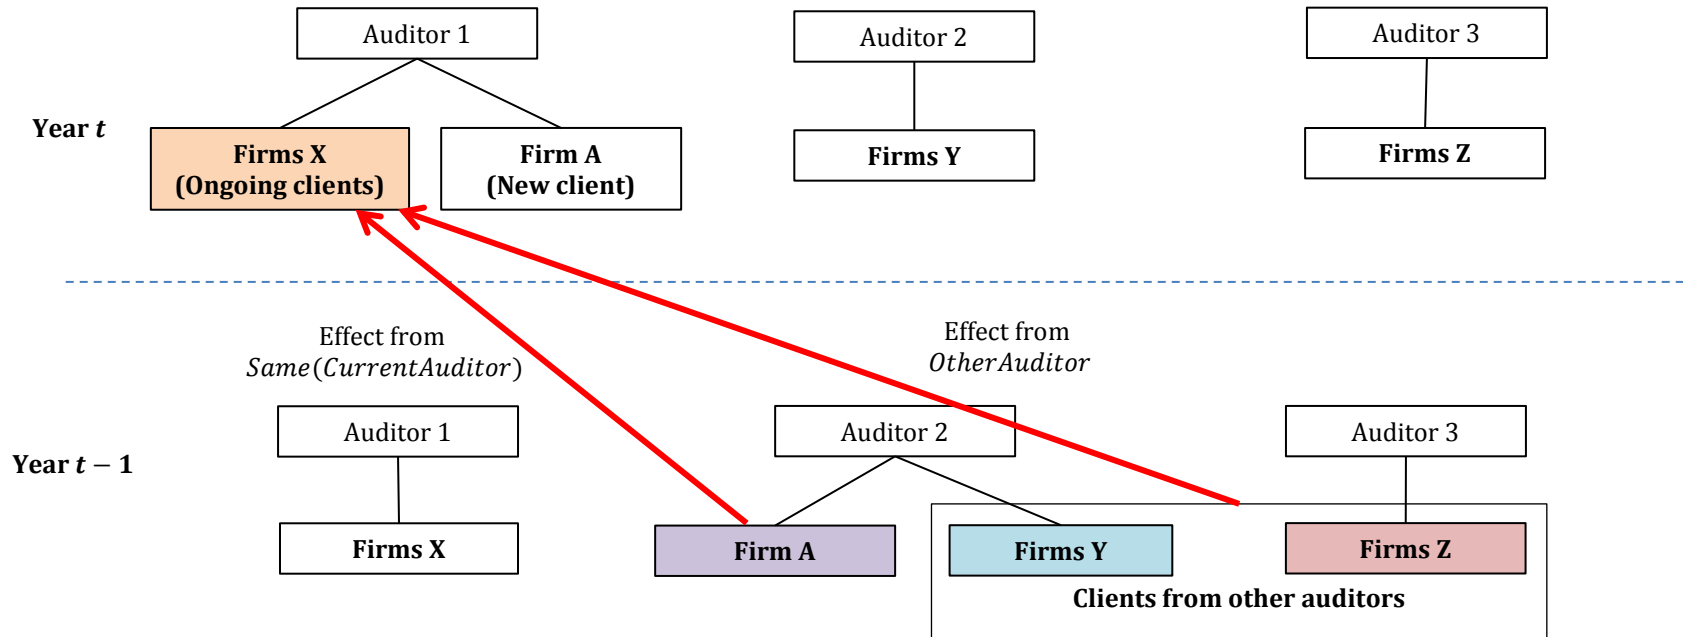 Auditor 1
Auditor 2
Auditor 3
Year t
Firms X
(Ongoing clients)
Firm A
(New client)
Firms Y
Firms Z
Effect from
Same(CurrentAuditor)
Effect from
OtherAuditor
Auditor 1
Auditor 2
Auditor 3
Year t − 1
Firms X
Firm A
Firms Y
Firms Z
Clients from other auditors